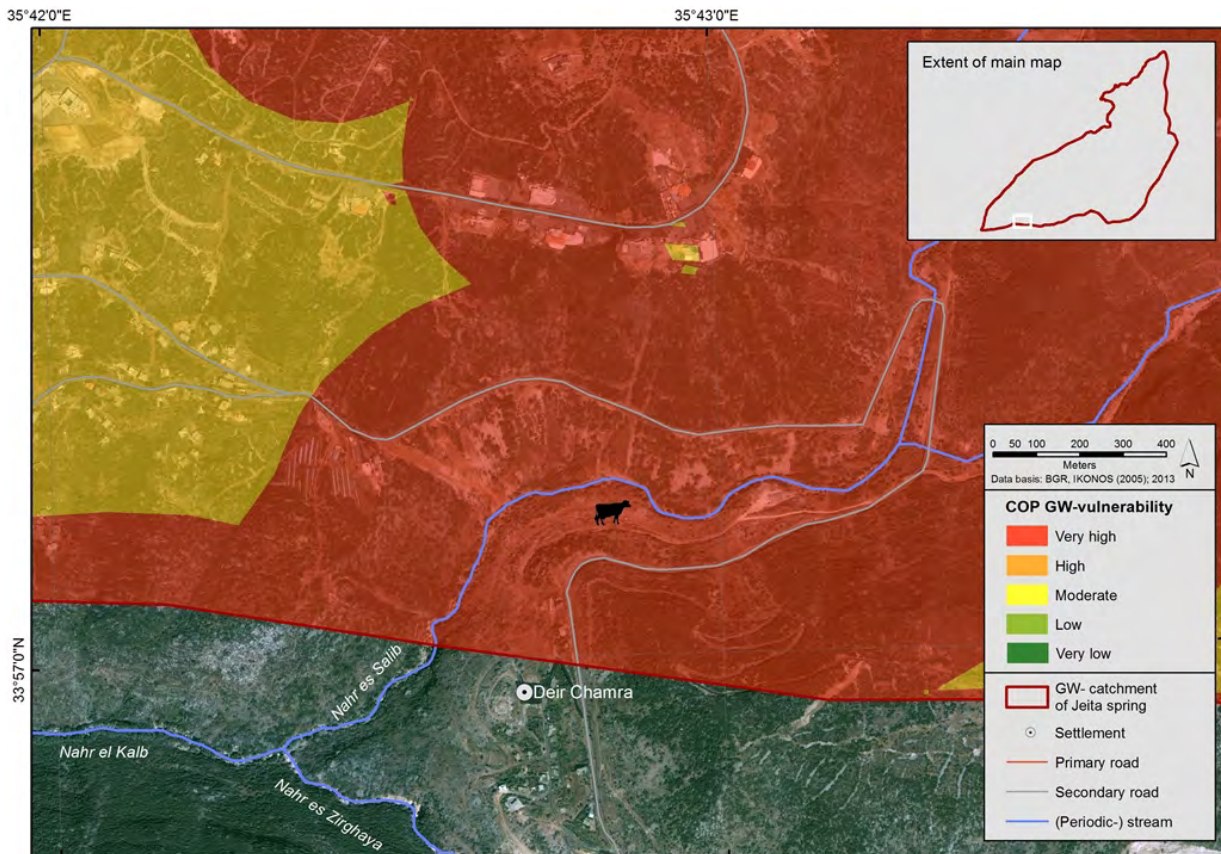 35°42'0"E
35°43'0"E
Extent of main map
0 50 100 200 300 400
Meters
N
Data basis: BGR, IKONOS (2005); 2013
COP GW-vulnerability
Very high
High
Moderate
Low
Very low
GW- catchment
of Jeita spring
Settlement
Primary road
Secondary road
(Periodic-) stream
33°57'0"N
Nahr es Salib
Deir Chamra
Nahr el Kalb
Nahr es Zirghaya